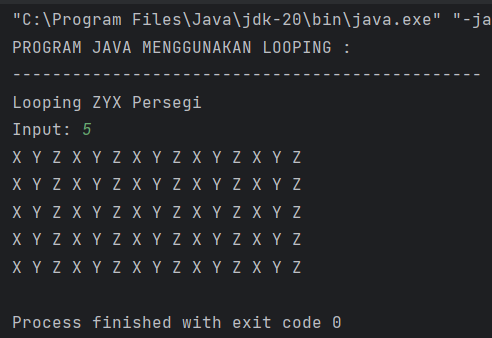 "C:\Program Files\Java\jdk-20\bin\java.exe" "-ja
PROGRAM JAVA MENGGUNAKAN LOOPING :
-----------------------------------------------
Looping ZYX Persegi
Input: 5
X Y Z X Y Z X Y Z X Y Z X Y Z
X Y Z X Y Z X Y Z X Y Z X Y Z
X Y Z X Y Z X Y Z X Y Z X Y Z
X Y Z X Y Z X Y Z X Y Z X Y Z
X Y Z X Y Z X Y Z X Y Z X Y Z
Process finished with exit code 0